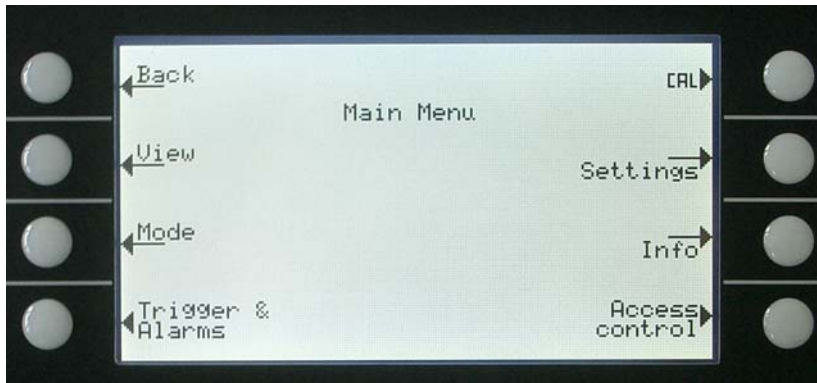 Back
CAL
Main Menu
View
Settings
Mode
Info
Trigger &
Alarms
Access
control